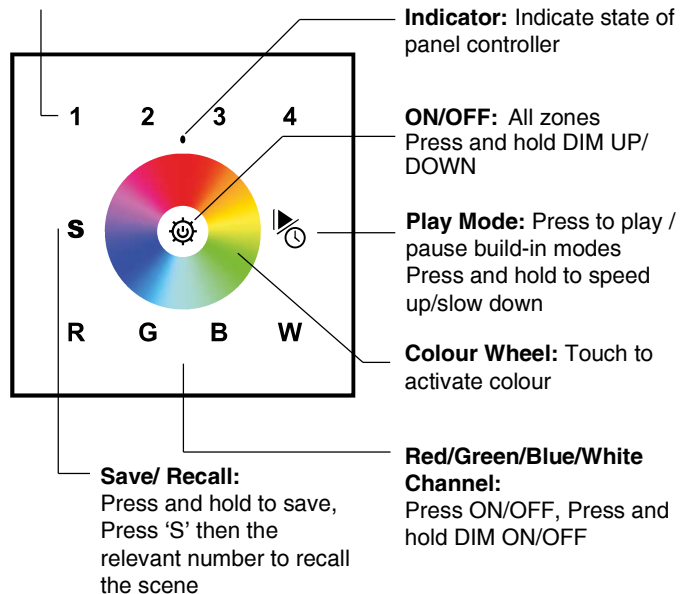 Indicator: Indicate state of
panel controller
1 2 3 4
ON/OFF: All zones
Press and hold DIM UP/
DOWN
S
Play Mode: Press to play /
pause build-in modes
Press and hold to speed
up/slow down
R G B W
Colour Wheel: Touch to
activate colour
Save/ Recall:
Press and hold to save,
Press ‘S’ then the
relevant number to recall
the scene
Red/Green/Blue/White
Channel:
Press ON/OFF, Press and
hold DIM ON/OFF